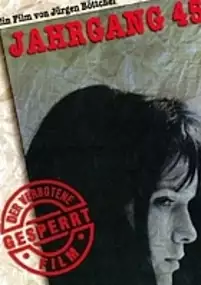 Ein Film von Jürgen Böttcher
JAHRGANG 45
DER VERBOTENE
GESPERRT
FILM